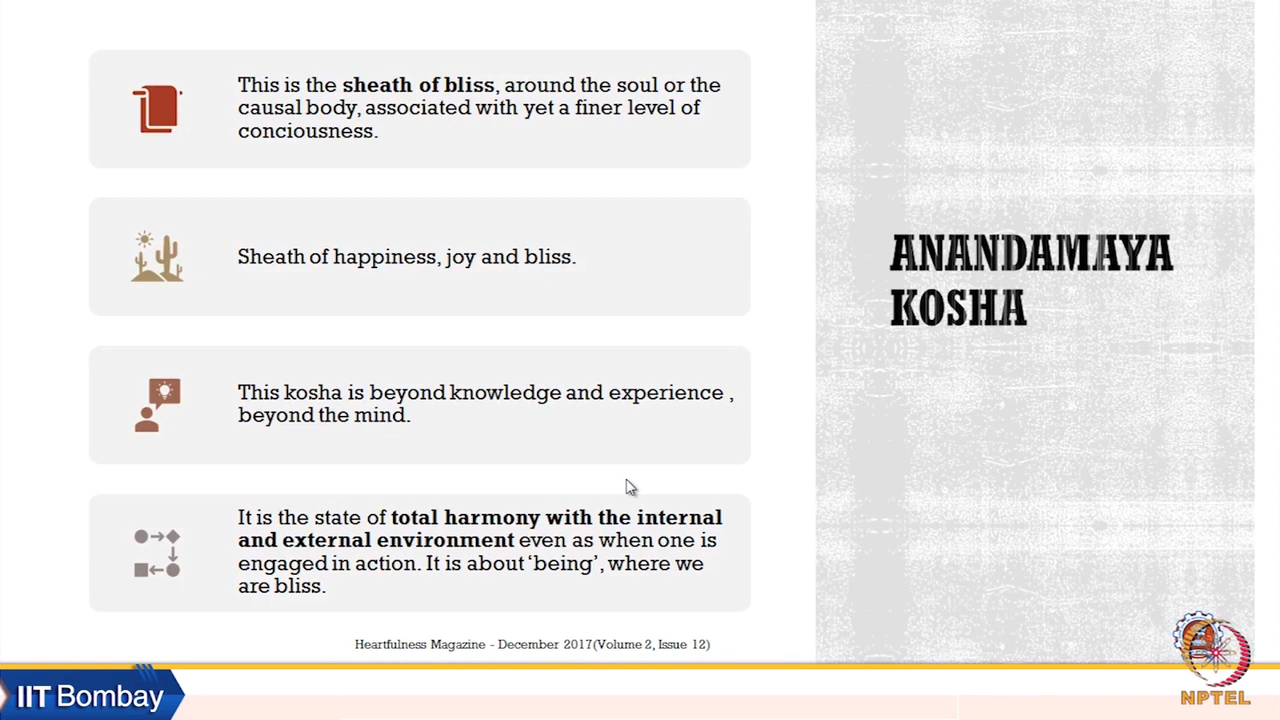 This is the sheath of bliss, around the soul or the
causal body, associated with yet a finer level of
conciousness.
Sheath of happiness, joy and bliss.
This kosha is beyond knowledge and experience ,
beyond the mind.
It is the state of total harmony with the internal
and external environment even as when one is
engaged in action. It is about ‘being’, where we
are bliss.
Heartfulness Magazine - December 2017(Volume 2, Issue 12)
ANANDAMAYA
KOSHA
IIT Bombay
NPTEL